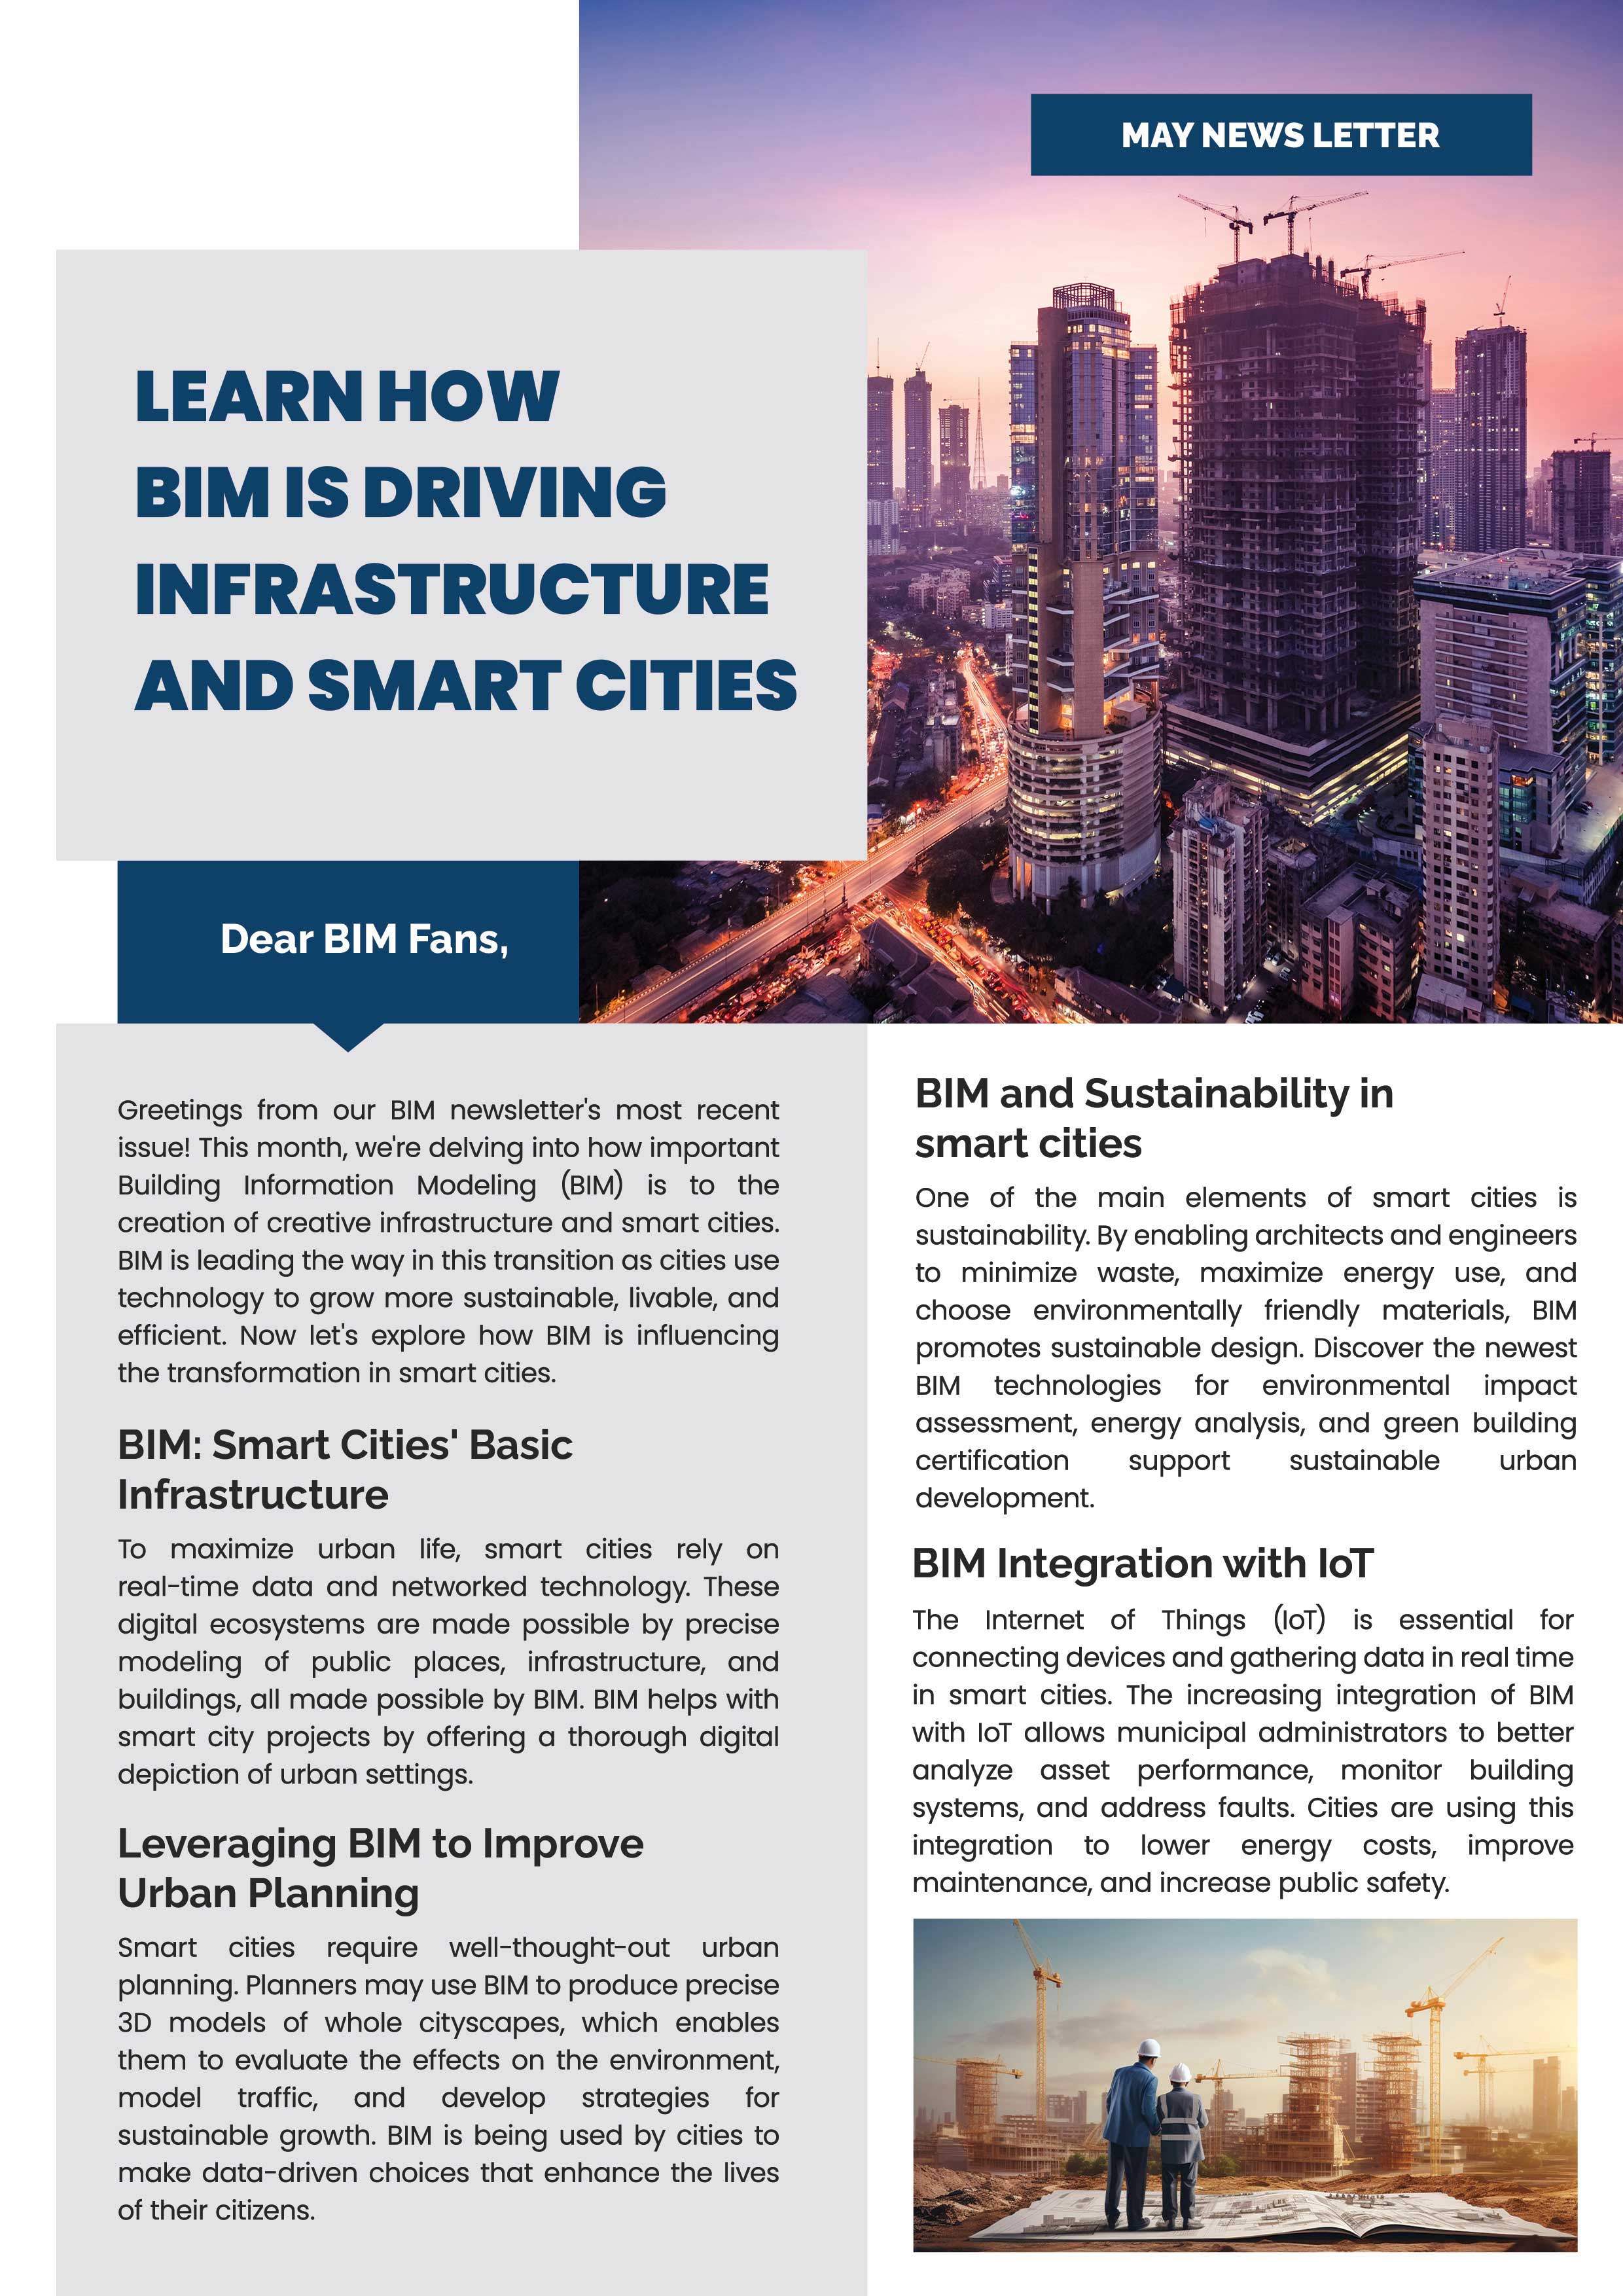 MAY NEWS LETTER
LEARN HOW
BIM IS DRIVING
INFRASTRUCTURE
AND SMART CITIES
Dear BIM Fans,
Greetings from our BIM newsletter's most recent
issue! This month, we're delving into how important
Building Information Modeling (BIM) is to the
creation of creative infrastructure and smart cities.
BIM is leading the way in this transition as cities use
technology to grow more sustainable, livable, and
efficient. Now let's explore how BIM is influencing
the transformation in smart cities.
BIM: Smart Cities' Basic
Infrastructure
To maximize urban life, smart cities rely on
real-time data and networked technology. These
digital ecosystems are made possible by precise
modeling of public places, infrastructure, and
buildings, all made possible by BIM. BIM helps with
smart city projects by offering a thorough digital
depiction of urban settings.
Leveraging BIM to Improve
Urban Planning
Smart cities require well-thought-out urban
planning. Planners may use BIM to produce precise
3D models of whole cityscapes, which enables
them to evaluate the effects on the environment,
model traffic, and develop strategies for
sustainable growth. BIM is being used by cities to
make data-driven choices that enhance the lives
of their citizens.
BIM and Sustainability in
smart cities
One of the main elements of smart cities is
sustainability. By enabling architects and engineers
to minimize waste, maximize energy use, and
choose environmentally friendly materials, BIM
promotes sustainable design. Discover the newest
BIM technologies for environmental impact
assessment, energy analysis, and green building
certification support sustainable urban
development.
BIM Integration with IoT
The Internet of Things (IoT) is essential for
connecting devices and gathering data in real time
in smart cities. The increasing integration of BIM
with IoT allows municipal administrators to better
analyze asset performance, monitor building
systems, and address faults. Cities are using this
integration to lower energy costs, improve
maintenance, and increase public safety.